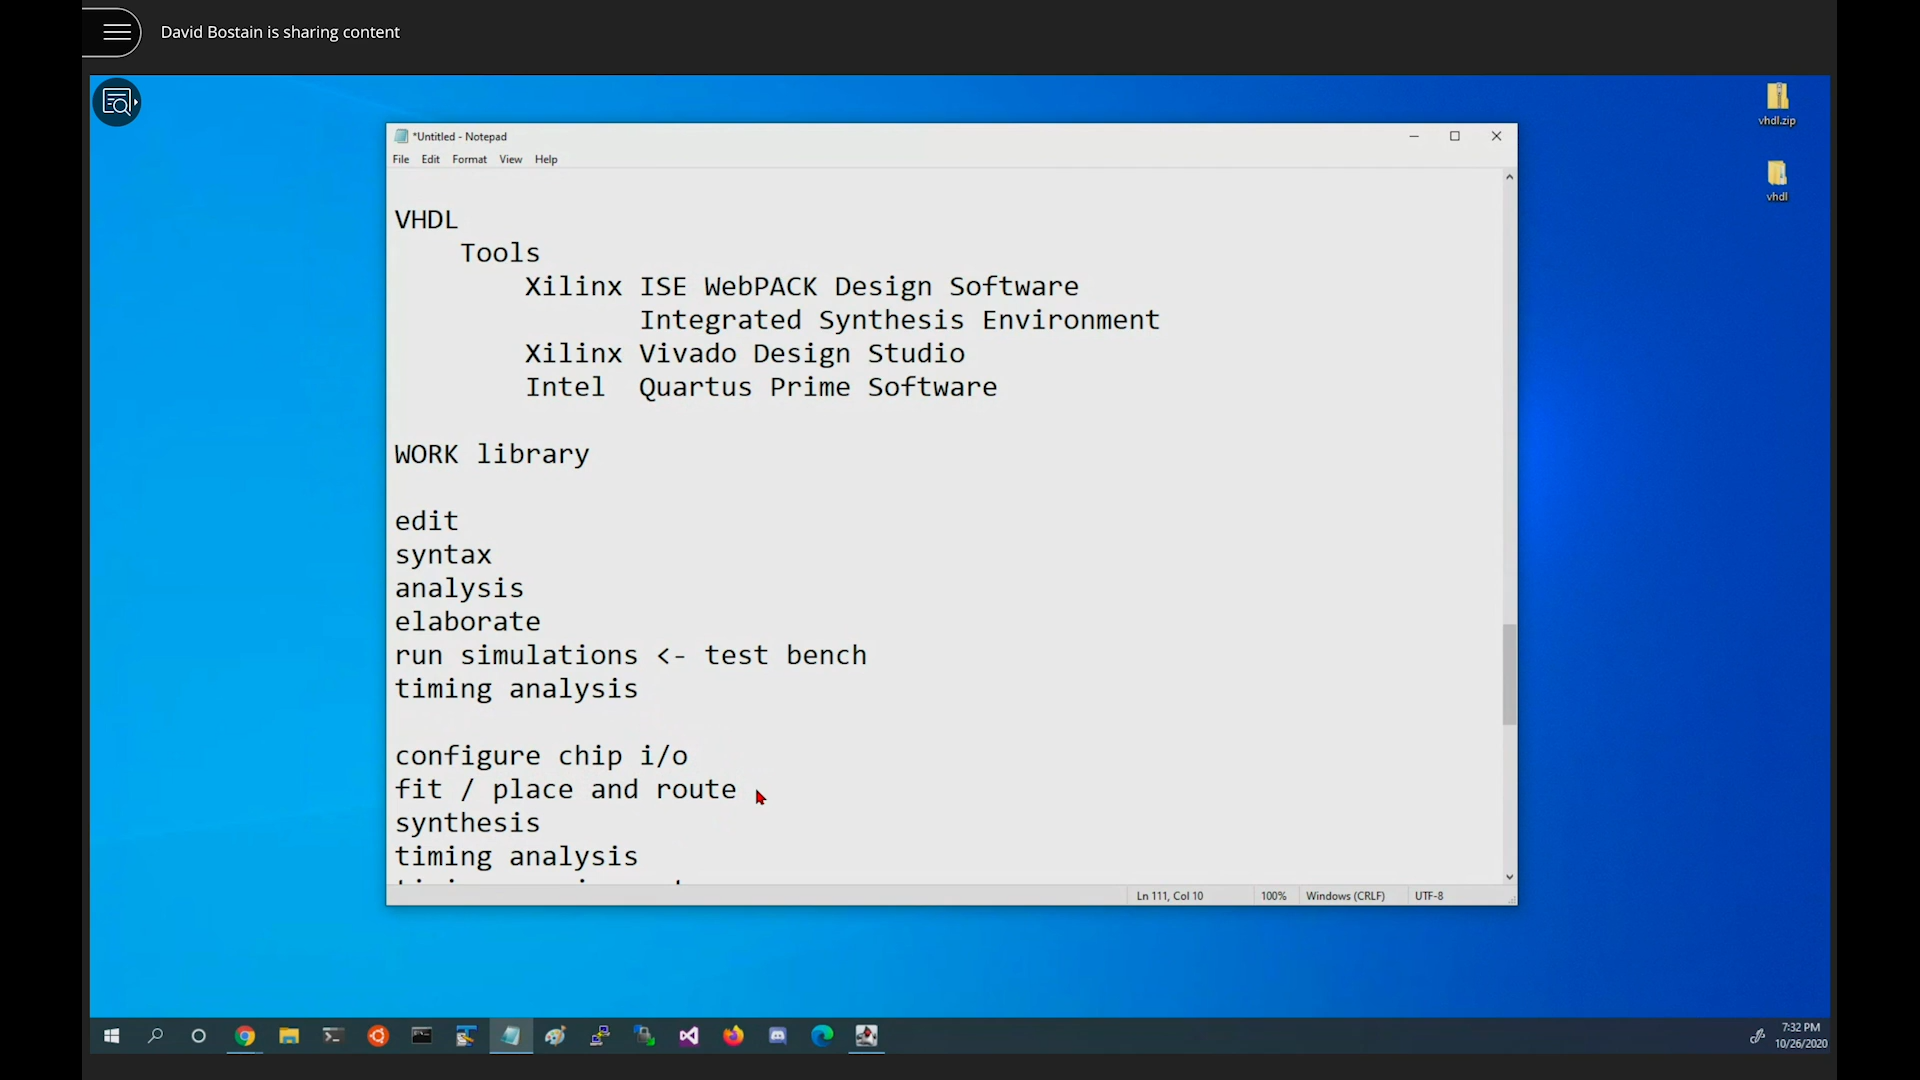 David Bostain is sharing content
vhdl.zip
vhdl
*Untitled - Notepad
File Edit Format View Help
VHDL
Tools
Xilinx ISE WebPACK Design Software
Integrated Synthesis Environment
Xilinx Vivado Design Studio
Intel Quartus Prime Software
WORK library
edit
syntax
analysis
elaborate
run simulations <- test bench
timing analysis
configure chip i/o
fit / place and route
synthesis
timing analysis
Ln 111, Col 10 100% Windows (CRLF) UTF-8
7:32 PM
10/26/2020